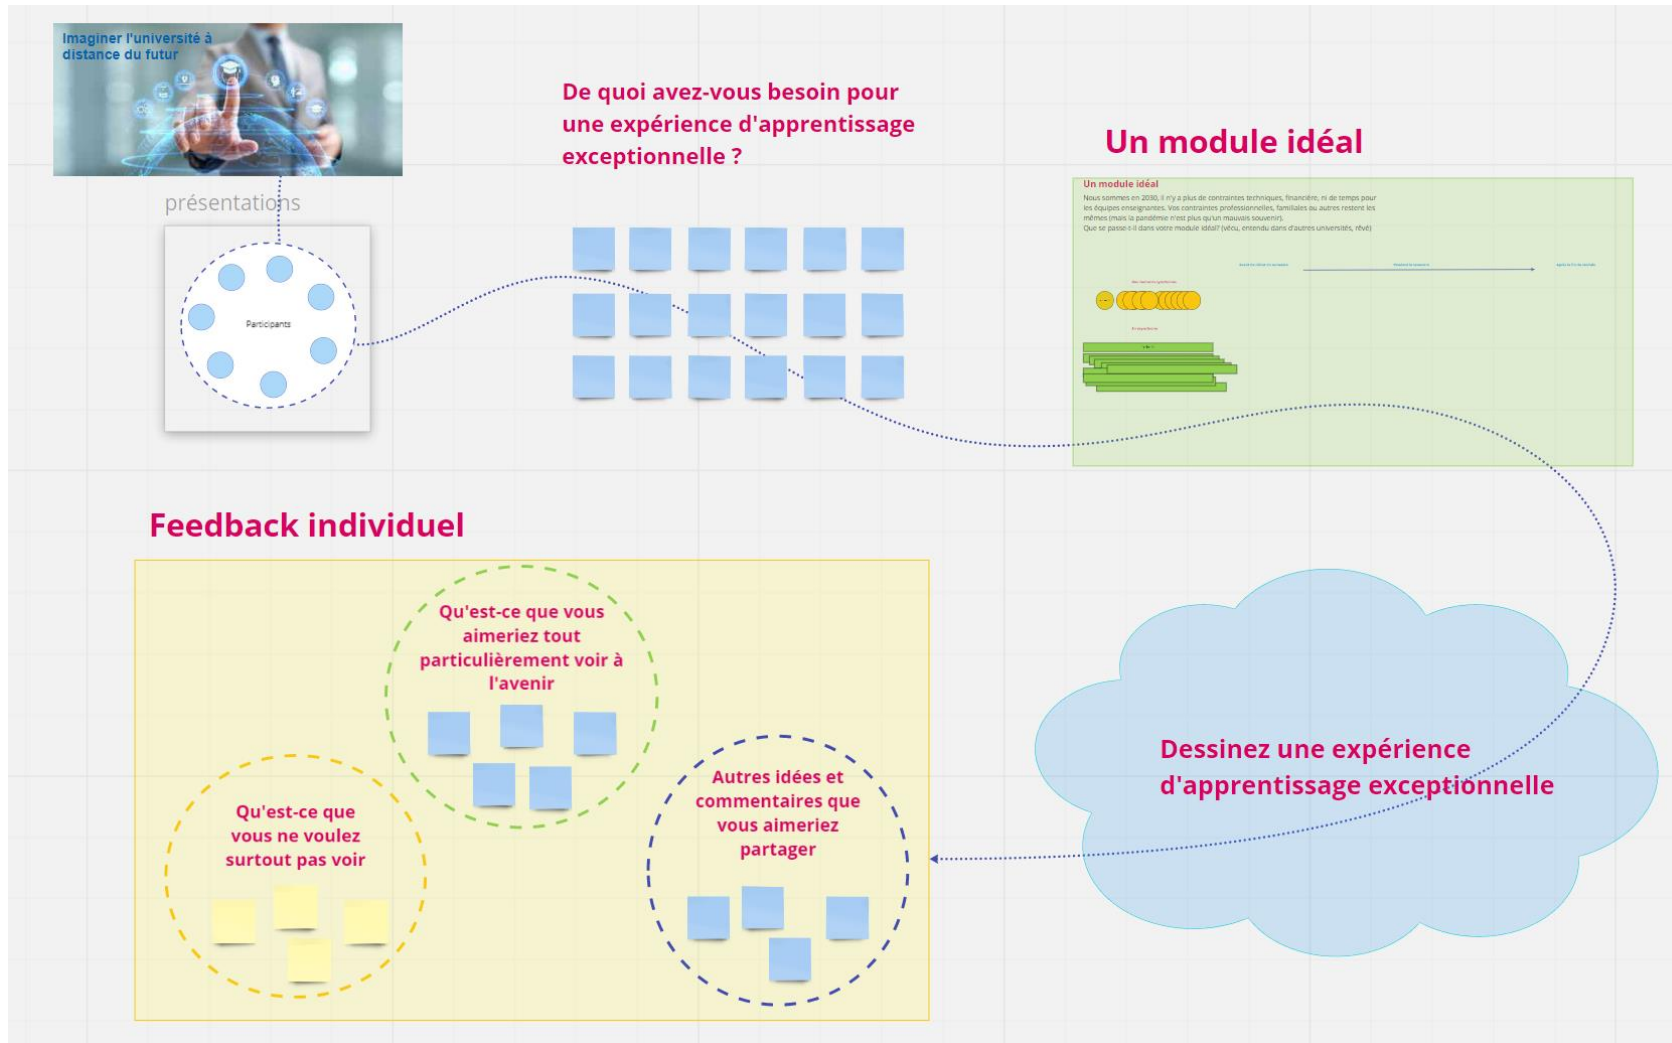 Imaginer l'université à
distance du futur
présentations
Participants
De quoi avez-vous besoin pour
une expérience d'apprentissage
exceptionnelle ?
Un module idéal
Un module idéal
Nous sommes en 2030, il n'y a plus de contraintes techniques, financière, ni de temps pour
les équipes enseignantes. Vos contraintes professionnelles, familiales ou autres restent les
mêmes (mais la pandémie n'est plus qu'un mauvais souvenir).
Que se passe-t-il dans votre module idéal? (vécu, entendu dans d'autres universités, rêvé)
Feedback individuel
Qu'est-ce que vous
aimeriez tout
particulièrement voir à
l'avenir
Qu'est-ce que
vous ne voulez
surtout pas voir
Autres idées et
commentaires que
vous aimeriez
partager
Dessinez une expérience
d'apprentissage exceptionnelle